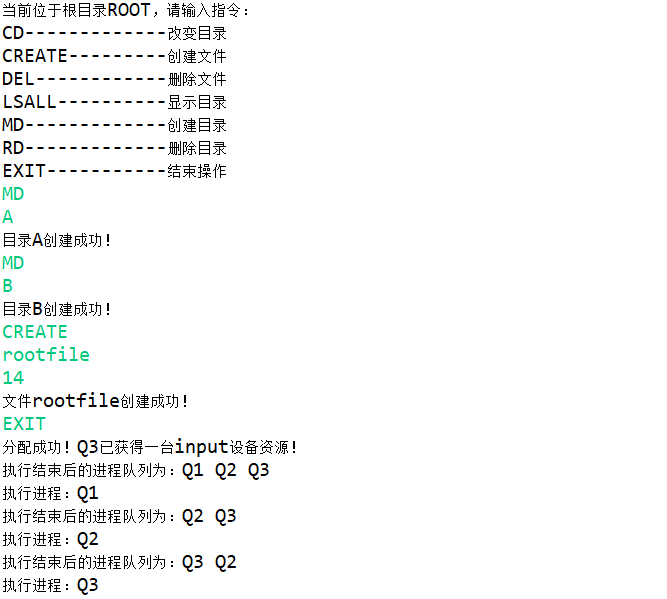 当前位于根目录ROOT，请输入指令：
CD-------------改变目录
CREATE---------创建文件
DEL------------删除文件
LSALL----------显示目录
MD-------------创建目录
RD-------------删除目录
EXIT-----------结束操作
MD
A
目录A创建成功！
MD
B
目录B创建成功！
CREATE
rootfile
14
文件rootfile创建成功！
EXIT
分配成功！Q3已获得一台input设备资源！
执行结束后的进程队列为：Q1 Q2 Q3
执行进程：Q1
执行结束后的进程队列为：Q2 Q3
执行进程：Q2
执行结束后的进程队列为：Q3 Q2
执行进程：Q3